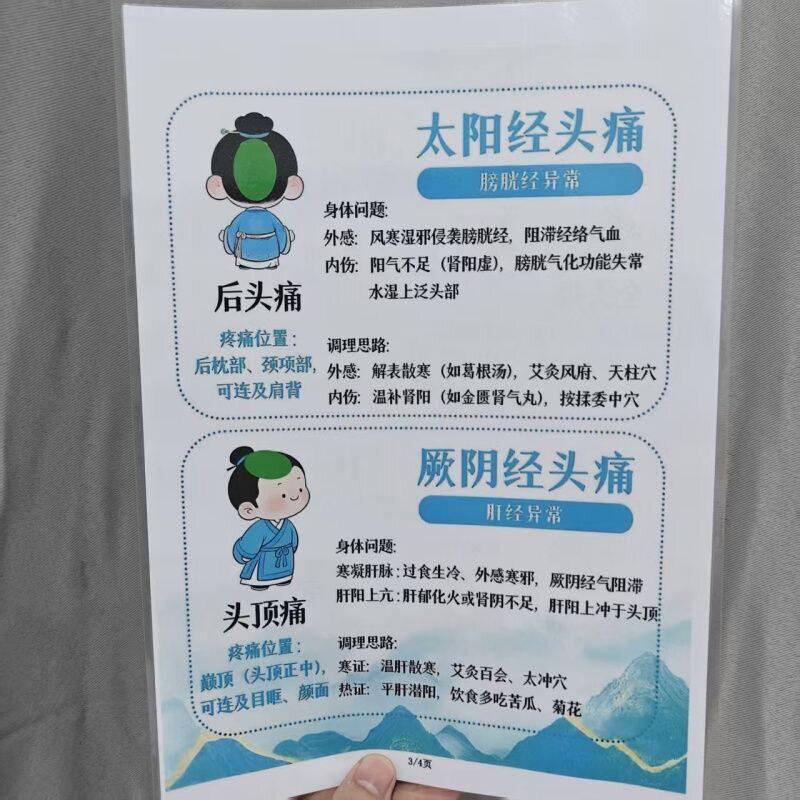 太阳经头痛
膀胱经异常
身体问题:
外感: 风寒湿邪侵袭膀胱经, 阻滞经络气血
内伤: 阳气不足（肾阳虚）, 膀胱气化功能失常
水湿上泛头部
后头痛
疼痛位置:
后枕部、颈项部,
可连及肩背
调理思路:
外感: 解表散寒（如葛根汤）, 艾灸风府、天柱穴
内伤: 温补肾阳（如金匮肾气丸）, 按揉委中穴
厥阴经头痛
肝经异常
身体问题:
寒凝肝脉: 过食生冷、外感寒邪, 厥阴经气阻滞
肝阳上亢: 肝郁化火或肾阴不足, 肝阳上冲于头顶
头顶痛
疼痛位置:
巅顶（头顶正中）,
可连及目眶、颜面
调理思路:
寒证: 温肝散寒, 艾灸百会、太冲穴
热证: 平肝潜阳, 饮食多吃苦瓜、菊花
3/4页